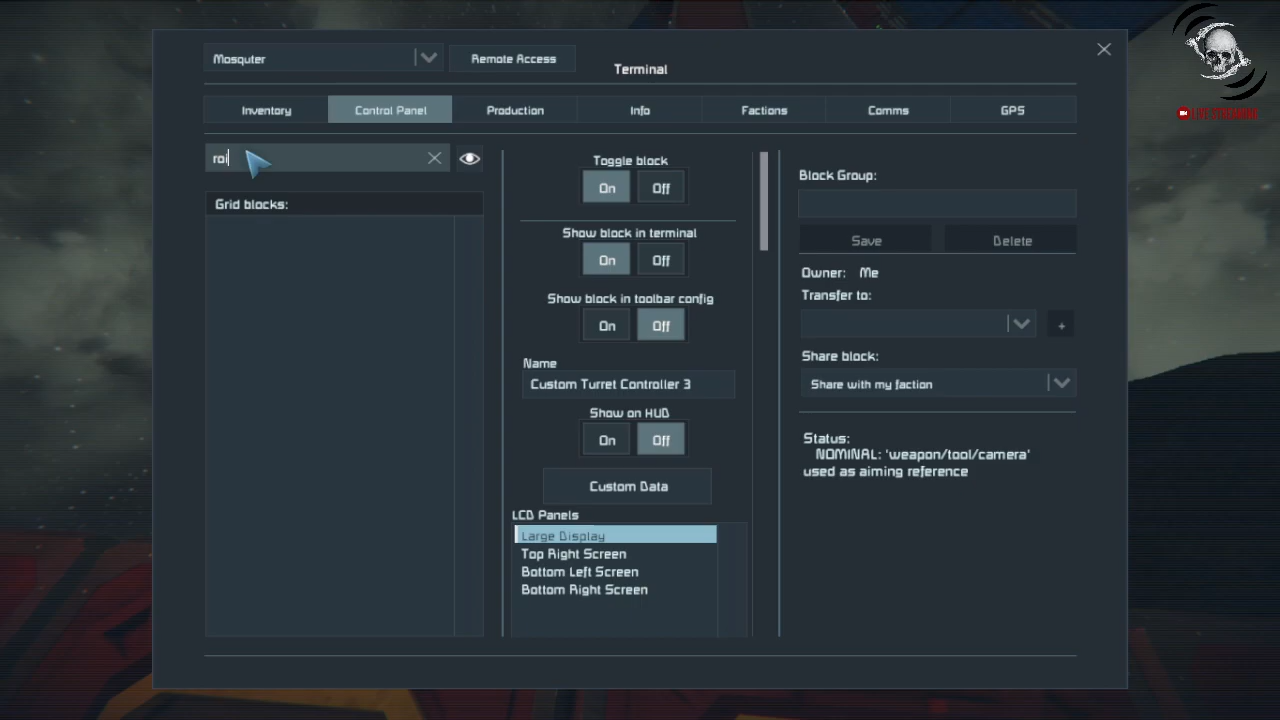 Mosquter
Remote Access
Terminal
Inventory
Control Panel
Production
Info
Factions
Comms
GPS
roi
Grid blocks:
Toggle block
On
Off
Show block in terminal
On
Off
Show block in toolbar config
On
Off
Name
Custom Turret Controller 3
Show on HUD
On
Off
Custom Data
LCD Panels
Large Display
Top Right Screen
Bottom Left Screen
Bottom Right Screen
Block Group:
Save
Delete
Owner: Me
Transfer to:
+
Share block:
Share with my faction
Status:
NOMINAL: 'weapon/tool/camera'
used as aiming reference
LIVE STREAMING